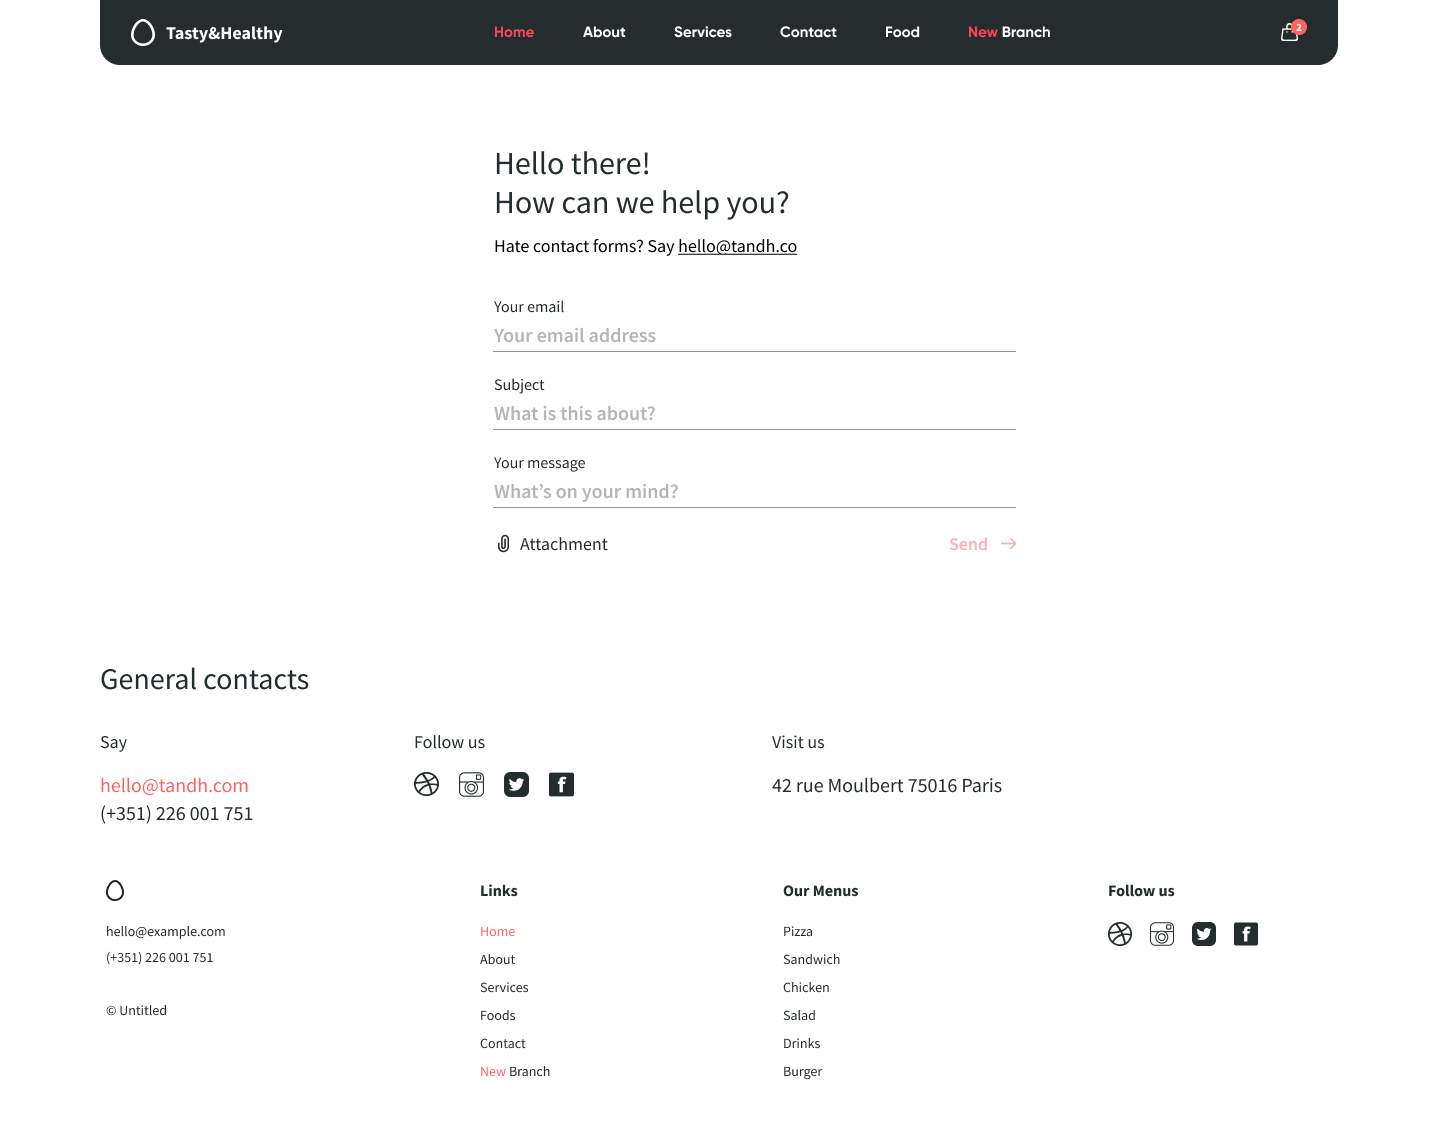 Tasty&Healthy
Home About Services Contact Food New Branch
2
Hello there!
How can we help you?
Hate contact forms? Say hello@tandh.co
Your email
Your email address
Subject
What is this about?
Your message
What’s on your mind?
Attachment
Send
General contacts
Say
hello@tandh.com
(+351) 226 001 751
Follow us
Visit us
42 rue Moulbert 75016 Paris
hello@example.com
(+351) 226 001 751
© Untitled
Links
Home
About
Services
Foods
Contact
New Branch
Our Menus
Pizza
Sandwich
Chicken
Salad
Drinks
Burger
Follow us